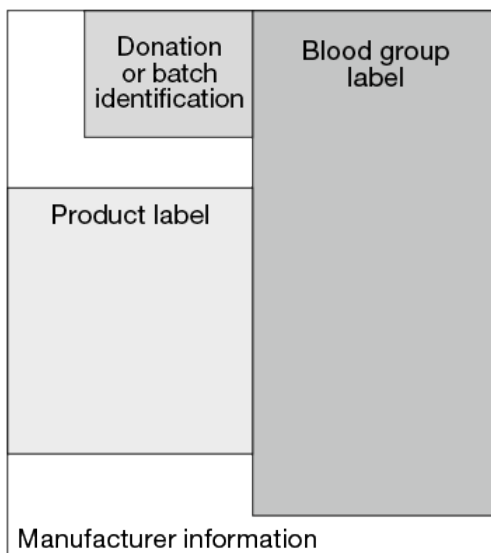 Donation
or batch
identification
Blood group
label
Product label
Manufacturer information